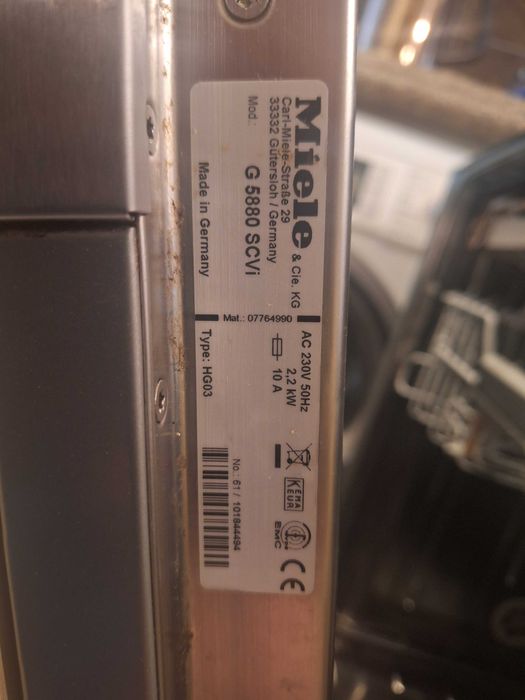 Miele & Cie. KG
Carl-Miele-Straße 29
33332 Gütersloh / Germany
Mod.: G 5880 SCVi
Made in Germany
Mat.: 07764990
AC 230V 50Hz
2,2 kW
10 A
Type: HG03
KEMA
KEUR
EMC
CE
No.: 61 / 101844494